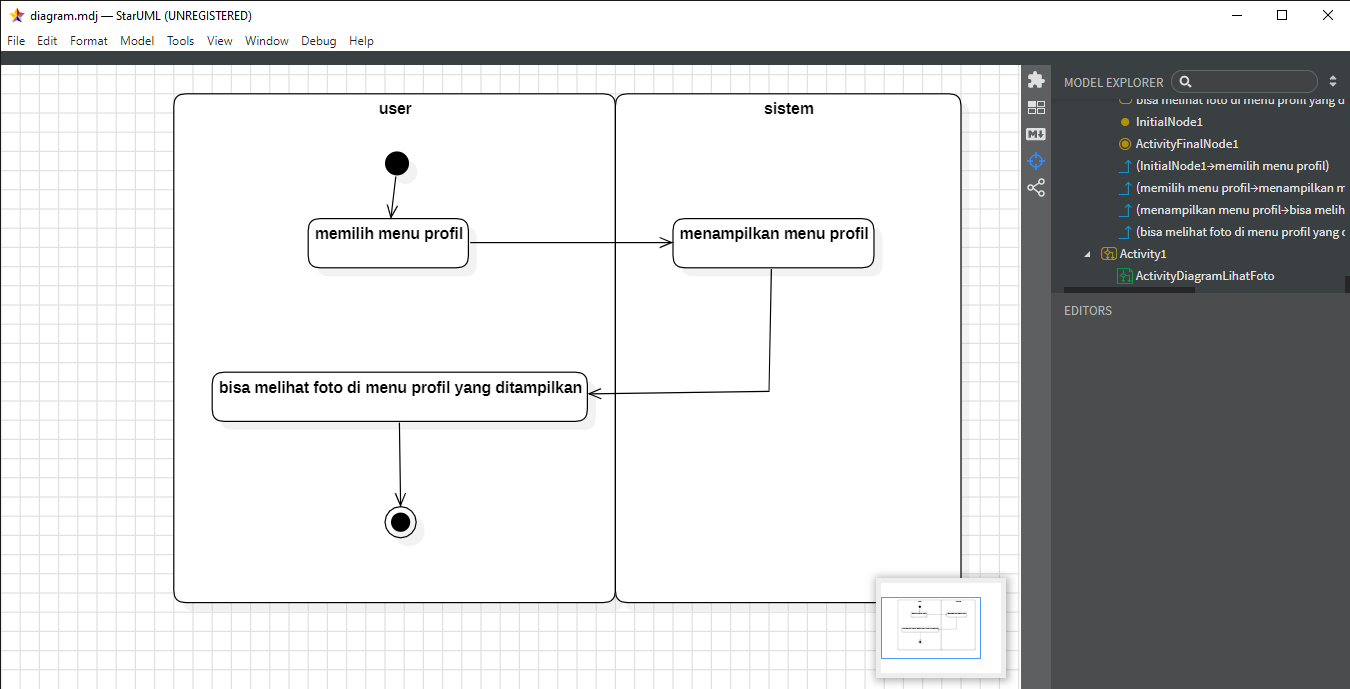 diagram.mdj — StarUML (UNREGISTERED)
File Edit Format Model Tools View Window Debug Help
user
sistem
memilih menu profil
menampilkan menu profil
bisa melihat foto di menu profil yang ditampilkan
MODEL EXPLORER
bisa melihat foto di menu profil yang d
InitialNode1
ActivityFinalNode1
(InitialNode1→memilih menu profil)
(memilih menu profil→menampilkan m
(menampilkan menu profil→bisa melih
(bisa melihat foto di menu profil yang d
Activity1
ActivityDiagramLihatFoto
EDITORS